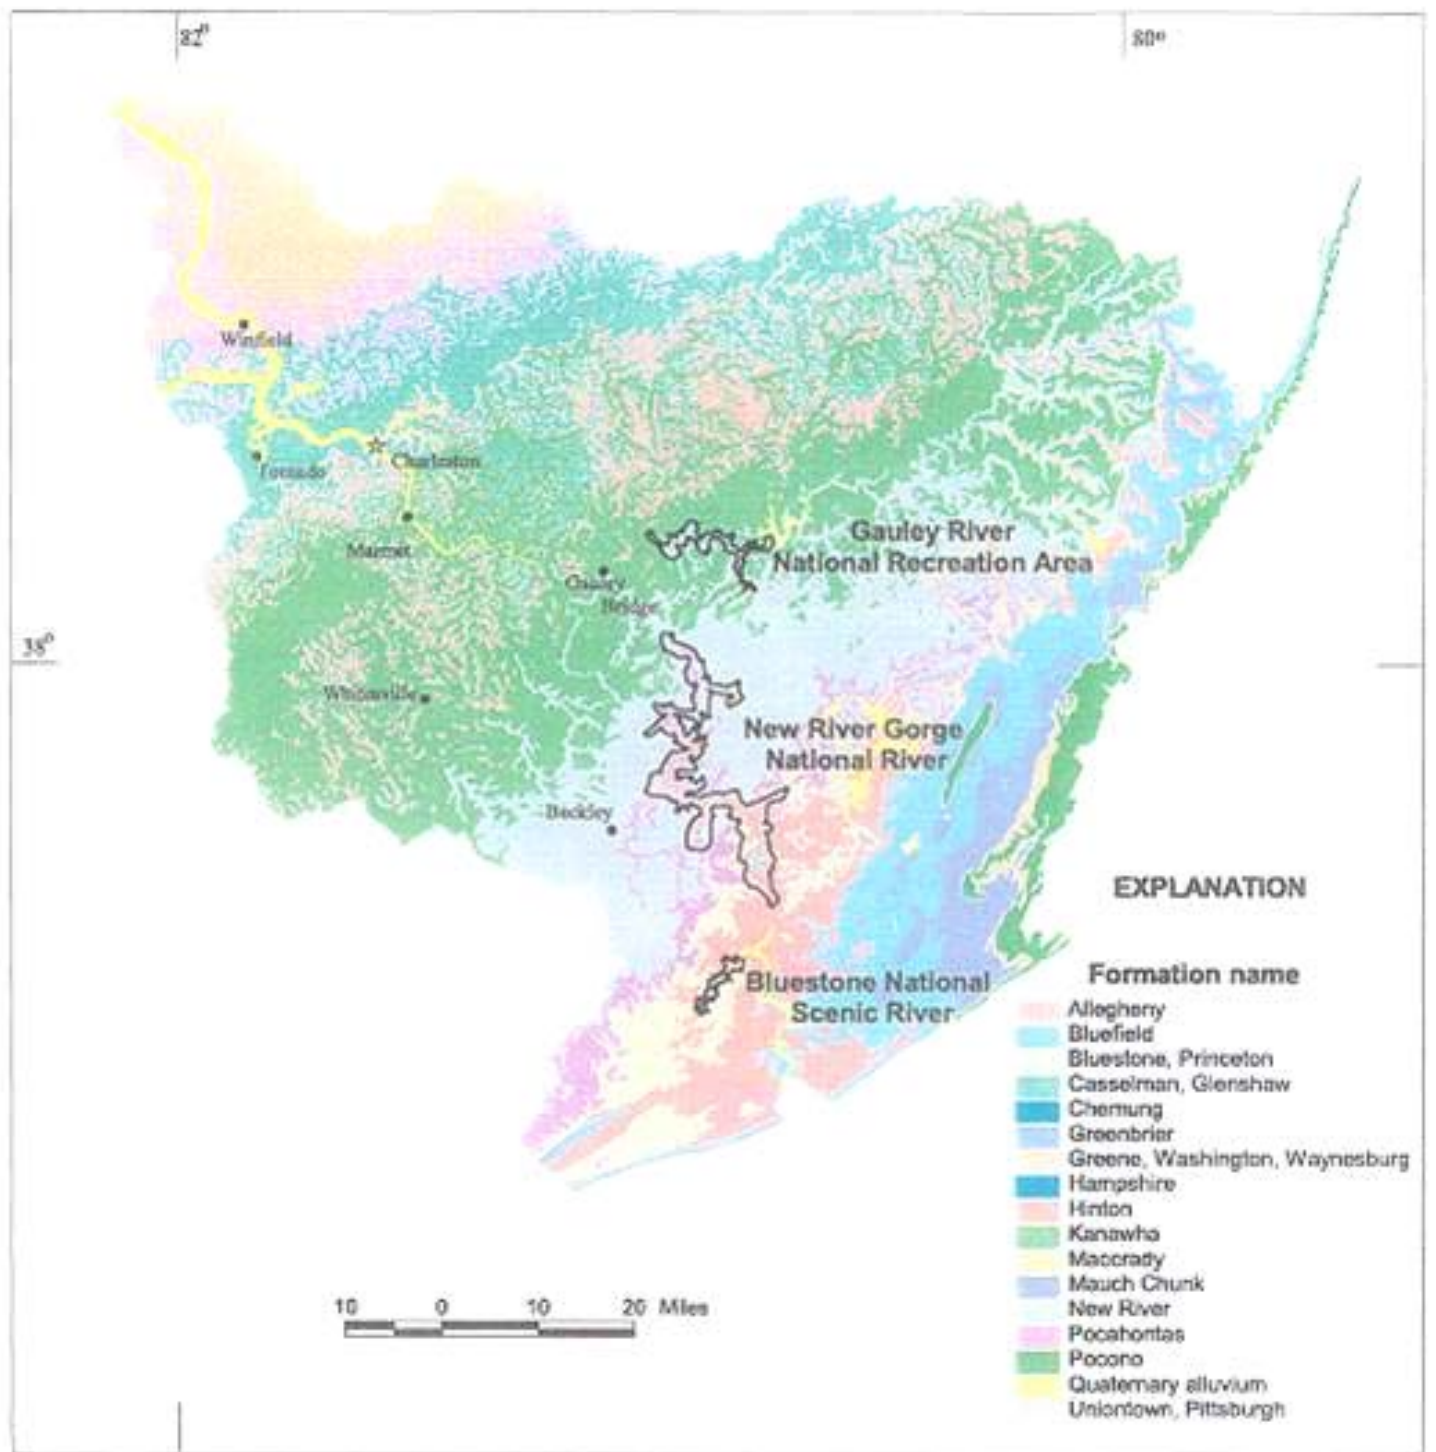 82°
80°
Winfield
Tornado
Charleston
Marmet
Gauley River
National Recreation Area
Gauley
Bridge
38°
Whitesville
New River Gorge
National River
Beckley
EXPLANATION
Bluestone National
Scenic River
Formation name
Allegheny
Bluefield
Bluestone, Princeton
Casselman, Glenshaw
Chemung
Greenbrier
Greene, Washington, Waynesburg
Hampshire
Hinton
Kanawha
Maccrady
Mauch Chunk
New River
Pocahontas
Pocono
Quaternary alluvium
Uniontown, Pittsburgh
10 0 10 20 Miles